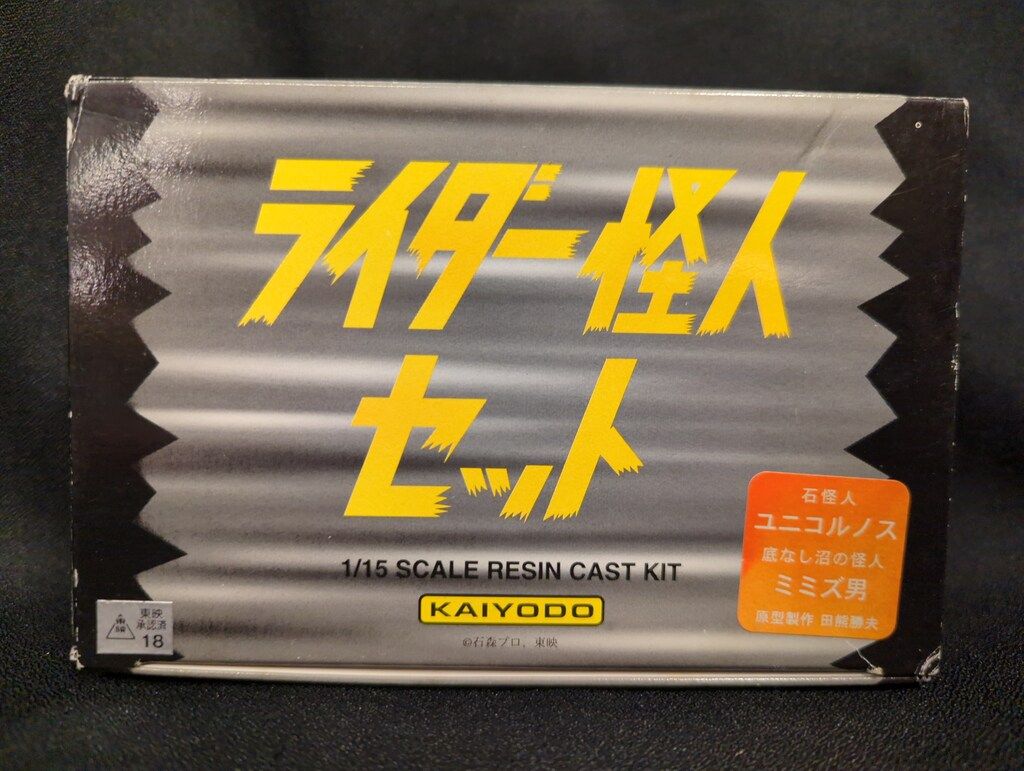 ライダー怪人
セット
1/15 SCALE RESIN CAST KIT
KAIYODO
©石森プロ，東映
石怪人
ユニコルノス
底なし沼の怪人
ミミズ男
原型製作 田熊勝夫
東映
東映
承認済
18